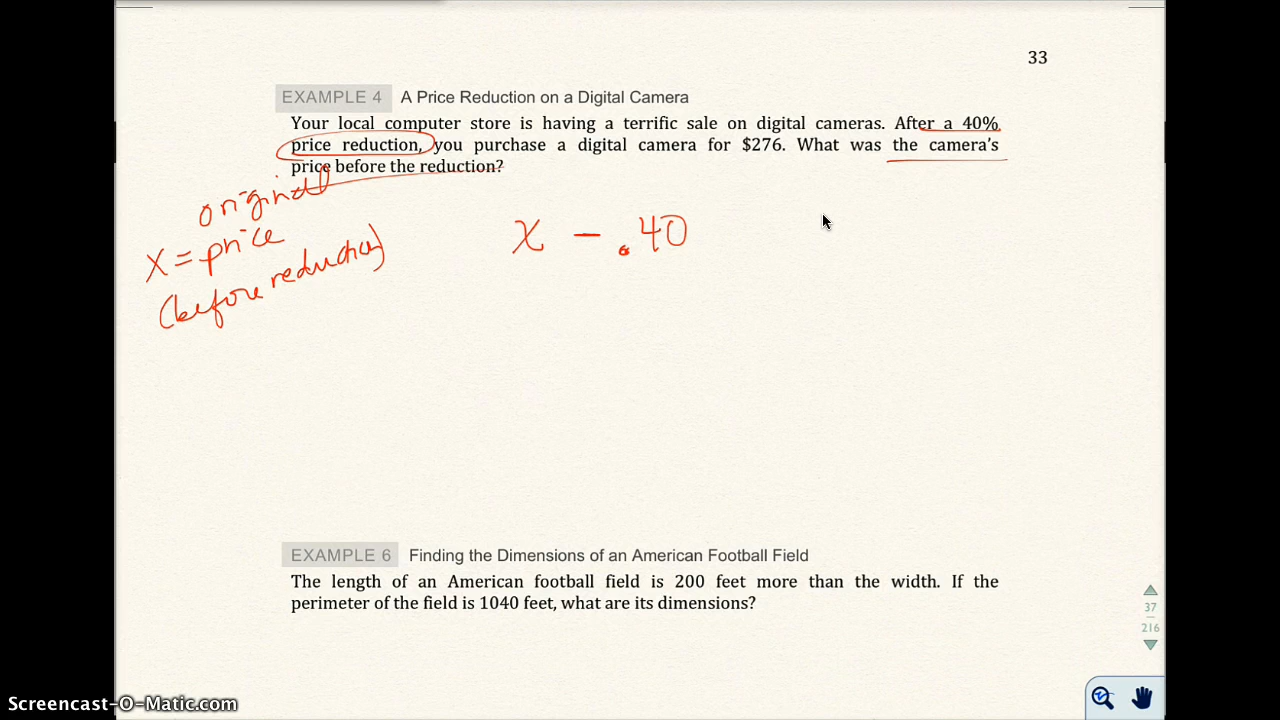 33
EXAMPLE 4 A Price Reduction on a Digital Camera
Your local computer store is having a terrific sale on digital cameras. After a 40%
price reduction, you purchase a digital camera for $276. What was the camera's
price before the reduction?
original
x = price
(before reduction)
x - .40
EXAMPLE 6 Finding the Dimensions of an American Football Field
The length of an American football field is 200 feet more than the width. If the
perimeter of the field is 1040 feet, what are its dimensions?
37
216
Screencast-O-Matic.com